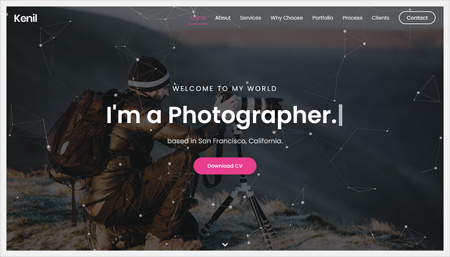 Kenil
Home About Services Why Choose Portfolio Process Clients Contact
WELCOME TO MY WORLD
I'm a Photographer.
based in San Francisco, California.
Download CV